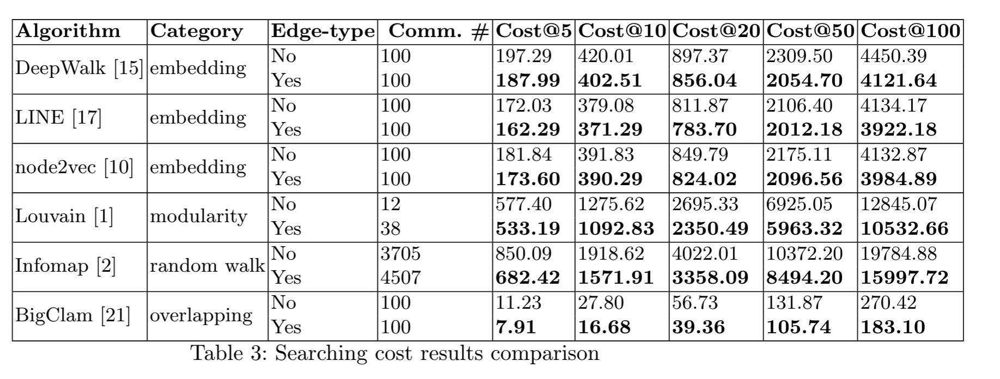 Algorithm Category Edge-type Comm. # Cost@5 Cost@10 Cost@20 Cost@50 Cost@100
DeepWalk [15] embedding No 100 197.29 420.01 897.37 2309.50 4450.39
Yes 100 187.99 402.51 856.04 2054.70 4121.64
LINE [17] embedding No 100 172.03 379.08 811.87 2106.40 4134.17
Yes 100 162.29 371.29 783.70 2012.18 3922.18
node2vec [10] embedding No 100 181.84 391.83 849.79 2175.11 4132.87
Yes 100 173.60 390.29 824.02 2096.56 3984.89
Louvain [1] modularity No 12 577.40 1275.62 2695.33 6925.05 12845.07
Yes 38 533.19 1092.83 2350.49 5963.32 10532.66
Infomap [2] random walk No 3705 850.09 1918.62 4022.01 10372.20 19784.88
Yes 4507 682.42 1571.91 3358.09 8494.20 15997.72
BigClam [21] overlapping No 100 11.23 27.80 56.73 131.87 270.42
Yes 100 7.91 16.68 39.36 105.74 183.10
Table 3: Searching cost results comparison